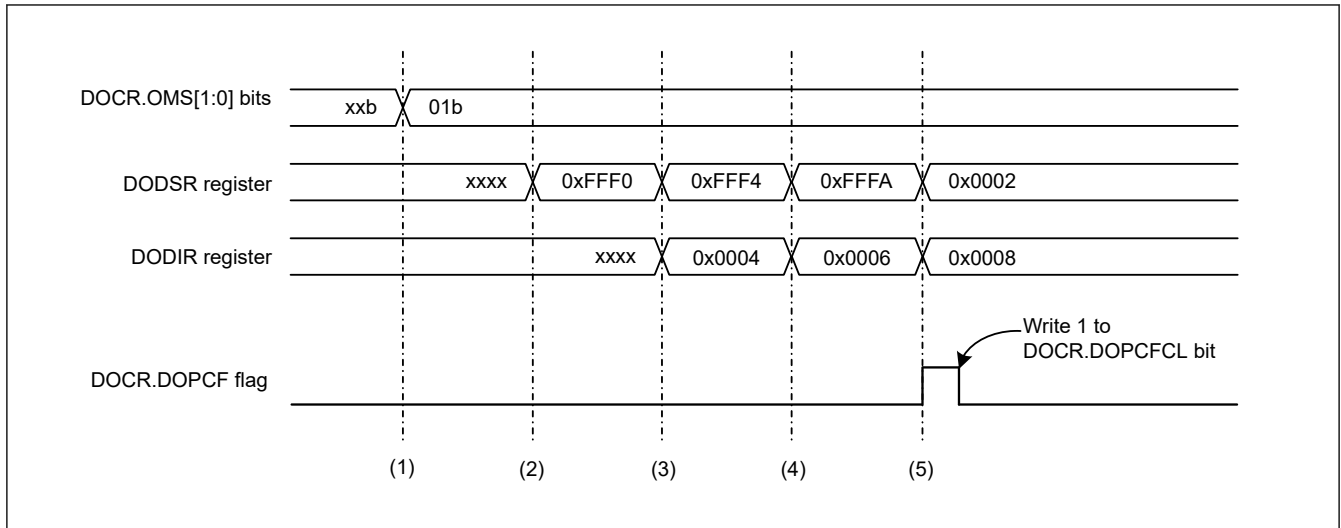 DOCR.OMS[1:0] bits
xxb
01b
DODSR register
xxxx
0xFFF0
0xFFF4
0xFFFA
0x0002
DODIR register
xxxx
0x0004
0x0006
0x0008
Write 1 to
DOCR.DOPCFCL bit
DOCR.DOPCF flag
(1)
(2)
(3)
(4)
(5)